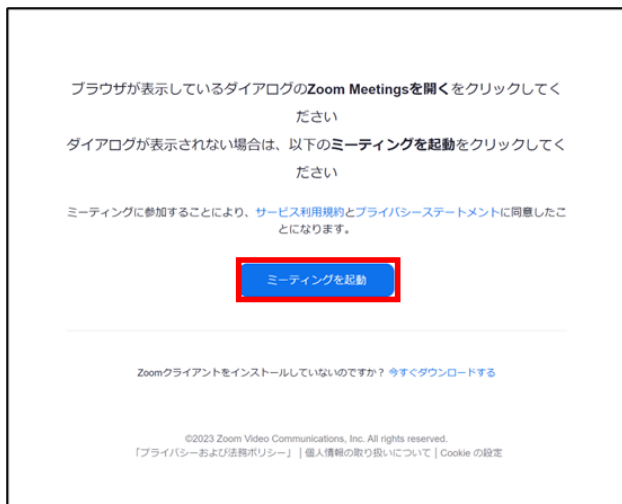 ブラウザが表示しているダイアログのZoom Meetingsを開くをクリックしてく
ださい
ダイアログが表示されない場合は、以下のミーティングを起動をクリックしてく
ださい
ミーティングに参加することにより、サービス利用規約とプライバシーステートメントに同意したこ
とになります。
ミーティングを起動
Zoomクライアントをインストールしていないのですか？ 今すぐダウンロードする
©2023 Zoom Video Communications, Inc. All rights reserved.
「プライバシーおよび法務ポリシー」 | 個人情報の取り扱いについて | Cookie の設定